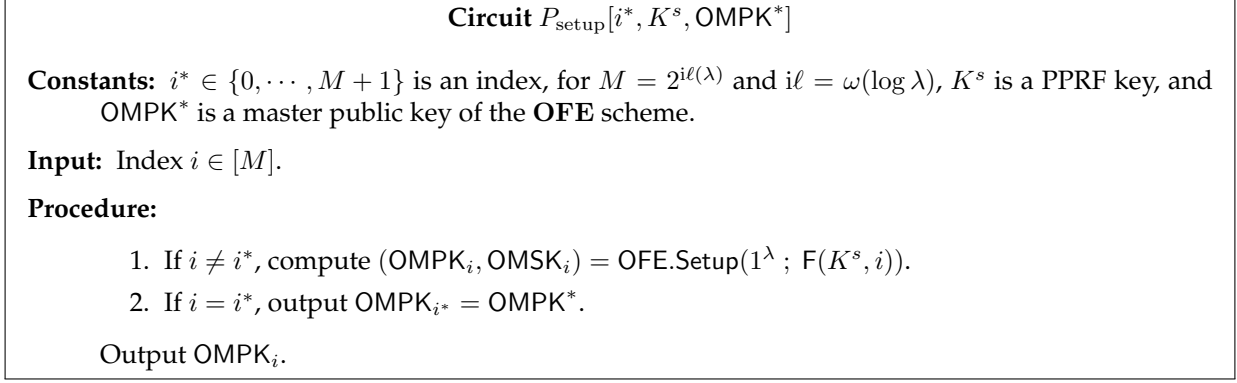 Circuit P_setup[i*, K^s, OMPK*]
Constants: i* ∈ {0, ⋯ , M + 1} is an index, for M = 2^{iℓ(λ)} and iℓ = ω(log λ), K^s is a PPRF key, and
OMPK* is a master public key of the OFE scheme.
Input: Index i ∈ [M].
Procedure:
1. If i ≠ i*, compute (OMPK_i, OMSK_i) = OFE.Setup(1^λ ; F(K^s, i)).
2. If i = i*, output OMPK_{i*} = OMPK*.
Output OMPK_i.